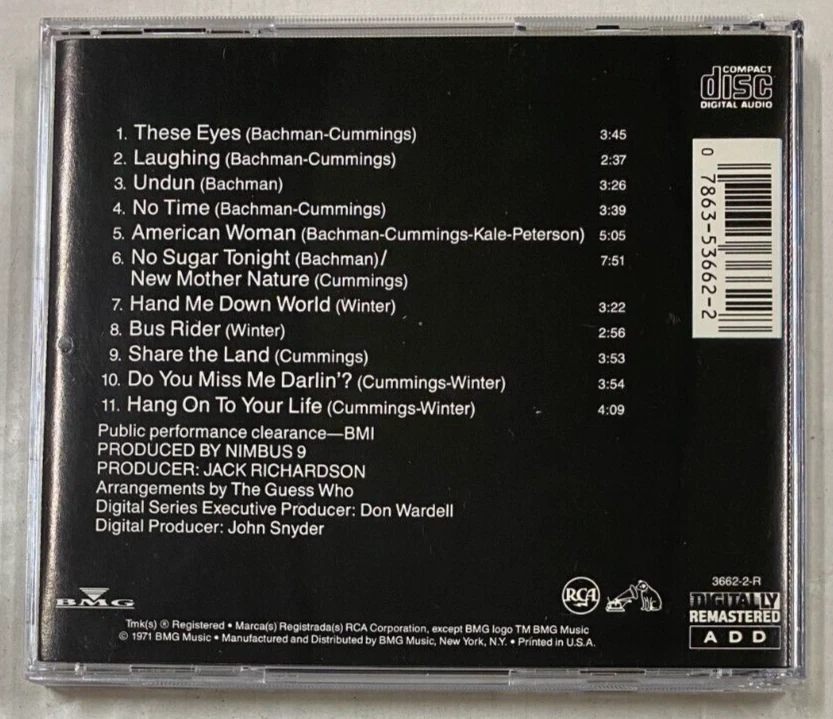 COMPACT
disc
DIGITAL AUDIO
1. These Eyes (Bachman-Cummings) 3:45
2. Laughing (Bachman-Cummings) 2:37
3. Undun (Bachman) 3:26
4. No Time (Bachman-Cummings) 3:39
5. American Woman (Bachman-Cummings-Kale-Peterson) 5:05
6. No Sugar Tonight (Bachman)/ 7:51
New Mother Nature (Cummings)
7. Hand Me Down World (Winter) 3:22
8. Bus Rider (Winter) 2:56
9. Share the Land (Cummings) 3:53
10. Do You Miss Me Darlin'? (Cummings-Winter) 3:54
11. Hang On To Your Life (Cummings-Winter) 4:09
Public performance clearance—BMI
PRODUCED BY NIMBUS 9
PRODUCER: JACK RICHARDSON
Arrangements by The Guess Who
Digital Series Executive Producer: Don Wardell
Digital Producer: John Snyder
0 7863-53662-2
BMG
RCA
Tmk(s) ® Registered • Marca(s) Registrada(s) RCA Corporation, except BMG logo TM BMG Music
© 1971 BMG Music • Manufactured and Distributed by BMG Music, New York, N.Y. • Printed in U.S.A.
3662-2-R
DIGITALLY
REMASTERED
A D D